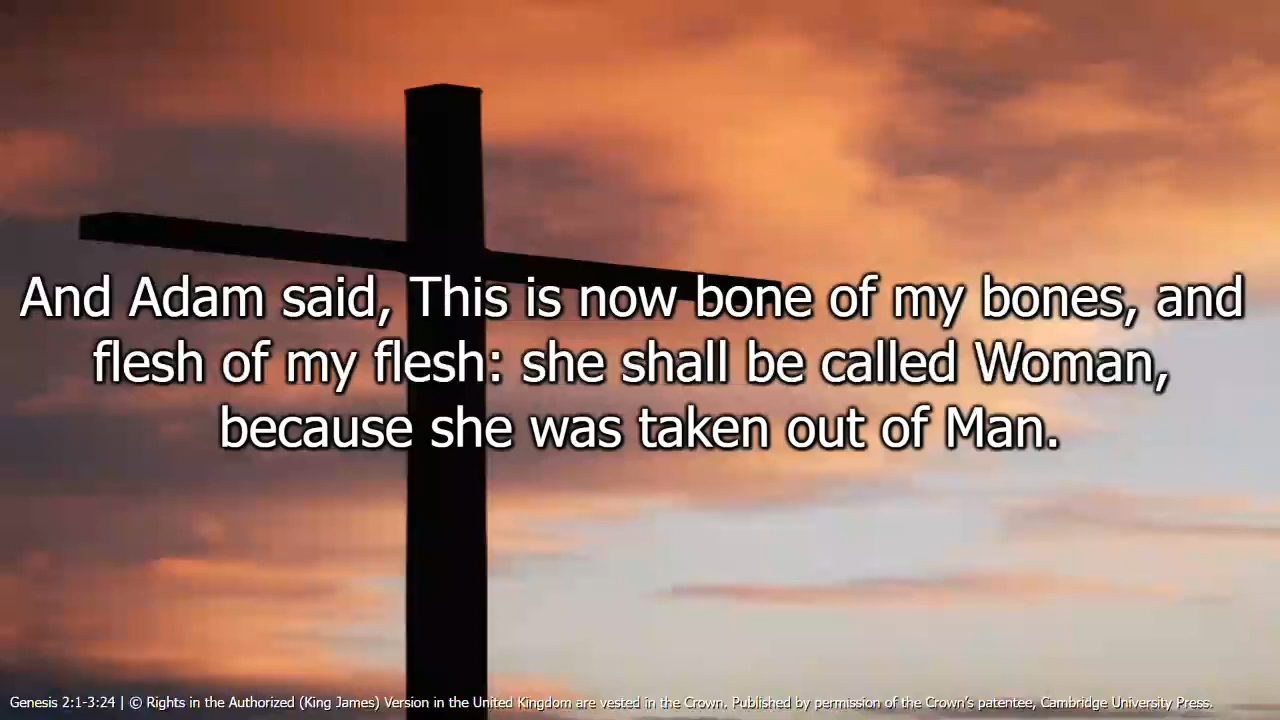 And Adam said, This is now bone of my bones, and
flesh of my flesh: she shall be called Woman,
because she was taken out of Man.
Genesis 2:1-3:24 | © Rights in the Authorized (King James) Version in the United Kingdom are vested in the Crown. Published by permission of the Crown’s patentee, Cambridge University Press.